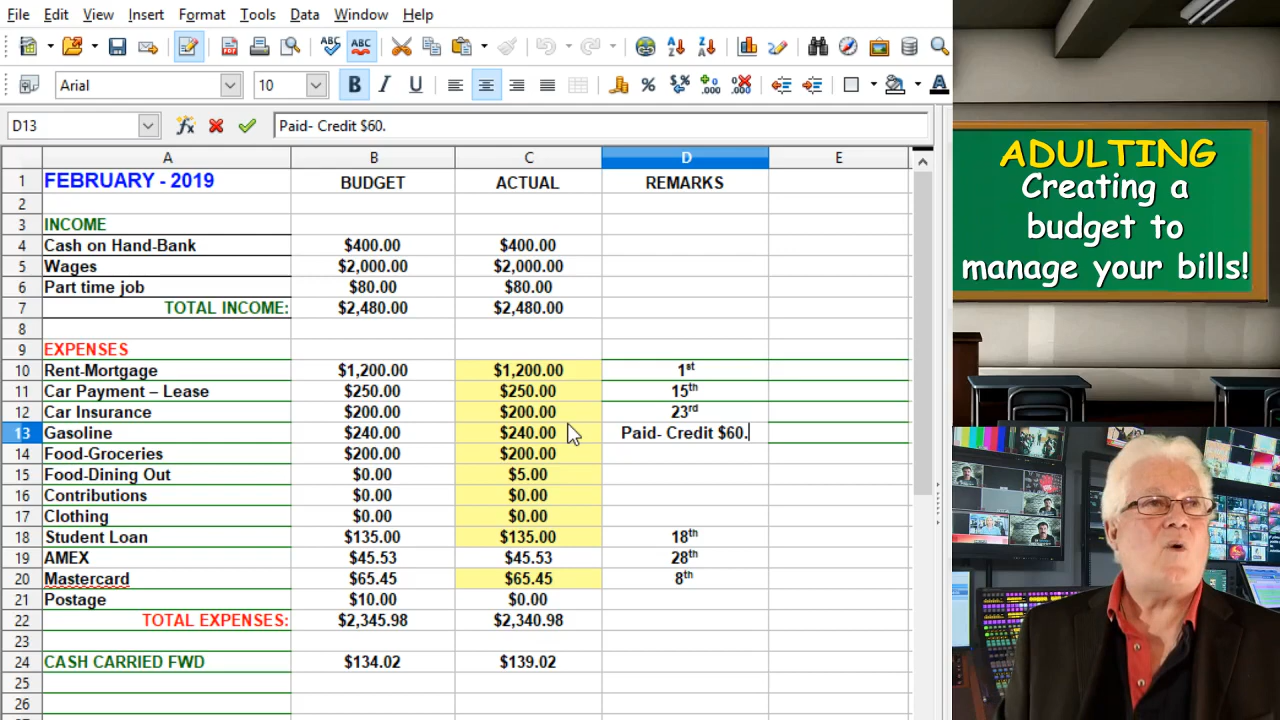 File Edit View Insert Format Tools Data Window Help
Arial 10
D13 Paid- Credit $60.
A B C D E
1 FEBRUARY - 2019 BUDGET ACTUAL REMARKS
2
3 INCOME
4 Cash on Hand-Bank $400.00 $400.00
5 Wages $2,000.00 $2,000.00
6 Part time job $80.00 $80.00
7 TOTAL INCOME: $2,480.00 $2,480.00
8
9 EXPENSES
10 Rent-Mortgage $1,200.00 $1,200.00 1st
11 Car Payment – Lease $250.00 $250.00 15th
12 Car Insurance $200.00 $200.00 23rd
13 Gasoline $240.00 $240.00 Paid- Credit $60.
14 Food-Groceries $200.00 $200.00
15 Food-Dining Out $0.00 $5.00
16 Contributions $0.00 $0.00
17 Clothing $0.00 $0.00
18 Student Loan $135.00 $135.00 18th
19 AMEX $45.53 $45.53 28th
20 Mastercard $65.45 $65.45 8th
21 Postage $10.00 $0.00
22 TOTAL EXPENSES: $2,345.98 $2,340.98
23
24 CASH CARRIED FWD $134.02 $139.02
25
26
ADULTING
Creating a
budget to
manage your bills!